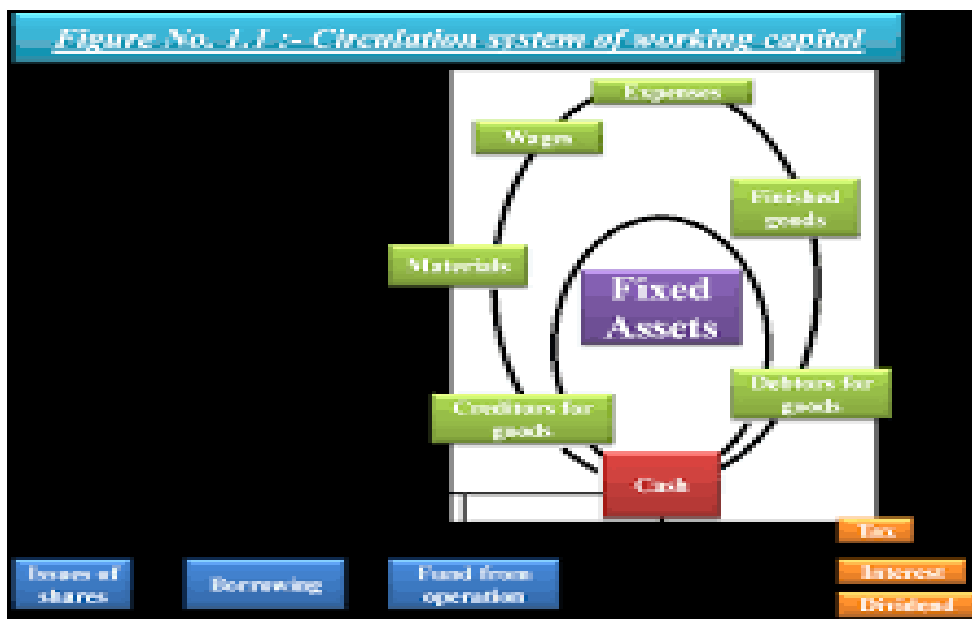 Figure No. 1.1 :- Circulation system of working capital
Expenses
Wages
Finished
goods
Materials
Fixed
Assets
Debtors for
goods
Creditors for
goods
Cash
Tax
Issues of
shares
Borrowing
Fund from
operation
Interest
Dividend